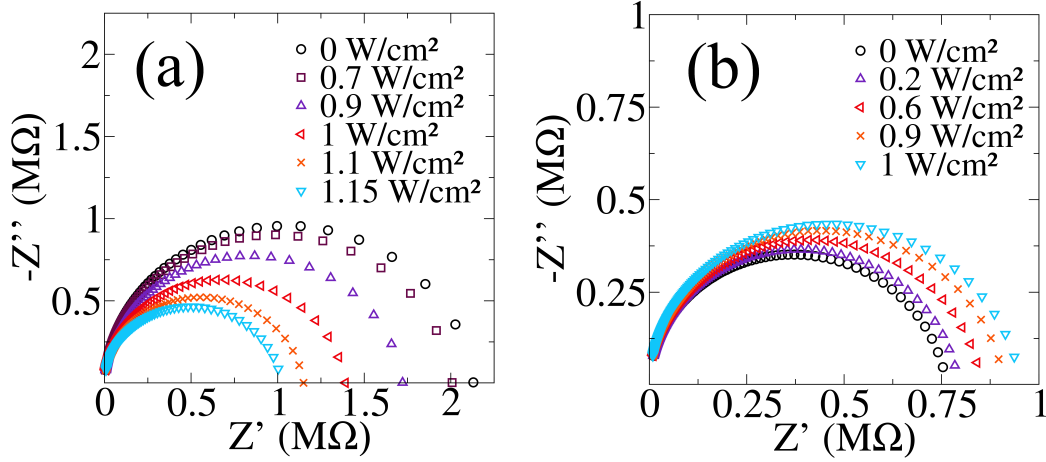 (a)
0 W/cm²
0.7 W/cm²
0.9 W/cm²
1 W/cm²
1.1 W/cm²
1.15 W/cm²
2
1.5
1
0.5
-Z'' (MΩ)
0 0.5 1 1.5 2
Z' (MΩ)
(b)
0 W/cm²
0.2 W/cm²
0.6 W/cm²
0.9 W/cm²
1 W/cm²
1
0.75
0.5
0.25
-Z'' (MΩ)
0 0.25 0.5 0.75 1
Z' (MΩ)